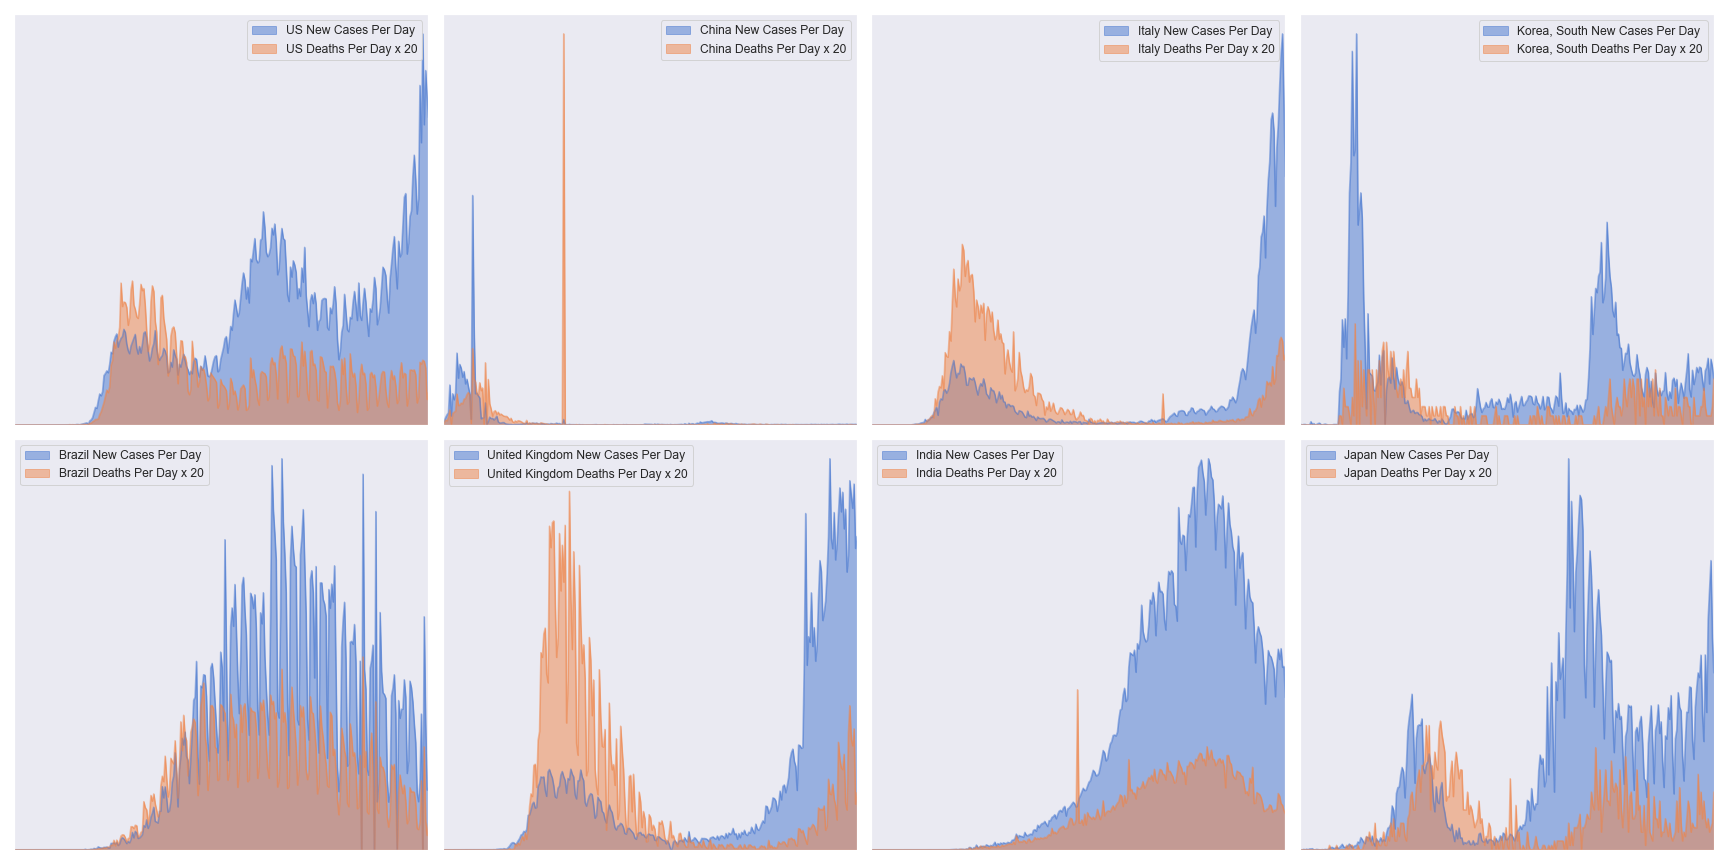 US New Cases Per Day
US Deaths Per Day x 20
China New Cases Per Day
China Deaths Per Day x 20
Italy New Cases Per Day
Italy Deaths Per Day x 20
Korea, South New Cases Per Day
Korea, South Deaths Per Day x 20
Brazil New Cases Per Day
Brazil Deaths Per Day x 20
United Kingdom New Cases Per Day
United Kingdom Deaths Per Day x 20
India New Cases Per Day
India Deaths Per Day x 20
Japan New Cases Per Day
Japan Deaths Per Day x 20